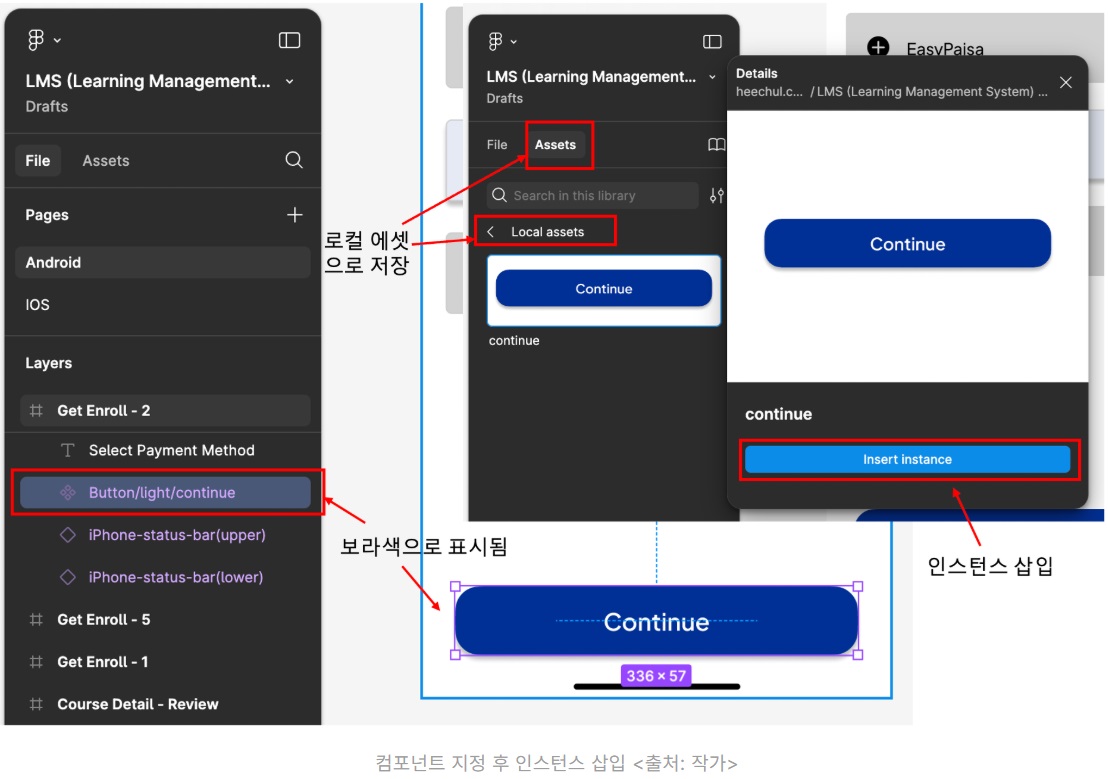 LMS (Learning Management...
Drafts
File
Assets
Pages
Android
IOS
Layers
Get Enroll - 2
Select Payment Method
Button/light/continue
iPhone-status-bar(upper)
iPhone-status-bar(lower)
Get Enroll - 5
Get Enroll - 1
Course Detail - Review
로컬 에셋
으로 저장
보라색으로 표시됨
LMS (Learning Management...
Drafts
File
Assets
Search in this library
Local assets
Continue
continue
EasyPaisa
Details
heechul.c... / LMS (Learning Management System) ...
Continue
continue
Insert instance
인스턴스 삽입
Continue
336 × 57
컴포넌트 지정 후 인스턴스 삽입 <출처: 작가>